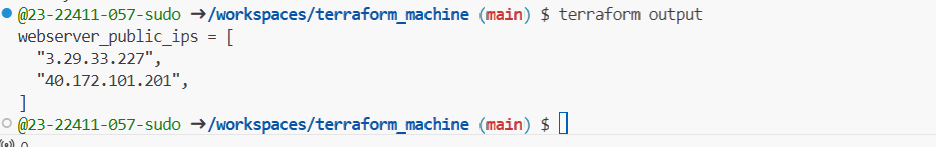 @23-22411-057-sudo ➜/workspaces/terraform_machine (main) $ terraform output
webserver_public_ips = [
  "3.29.33.227",
  "40.172.101.201",
]
@23-22411-057-sudo ➜/workspaces/terraform_machine (main) $